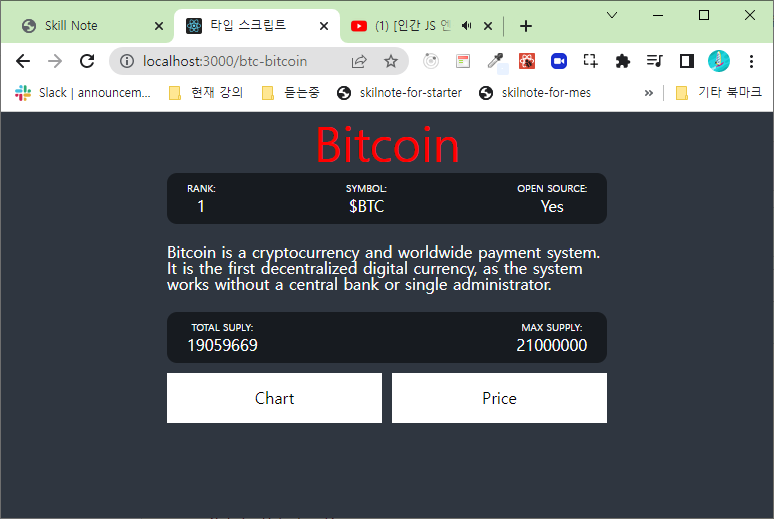 Skill Note
타입 스크립트
(1) [인간 JS 엔
localhost:3000/btc-bitcoin
Slack | announcem...
현재 강의
듣는중
skilnote-for-starter
skilnote-for-mes
기타 북마크
Bitcoin
RANK:
SYMBOL:
OPEN SOURCE:
1
$BTC
Yes
Bitcoin is a cryptocurrency and worldwide payment system.
It is the first decentralized digital currency, as the system
works without a central bank or single administrator.
TOTAL SUPLY:
MAX SUPPLY:
19059669
21000000
Chart
Price